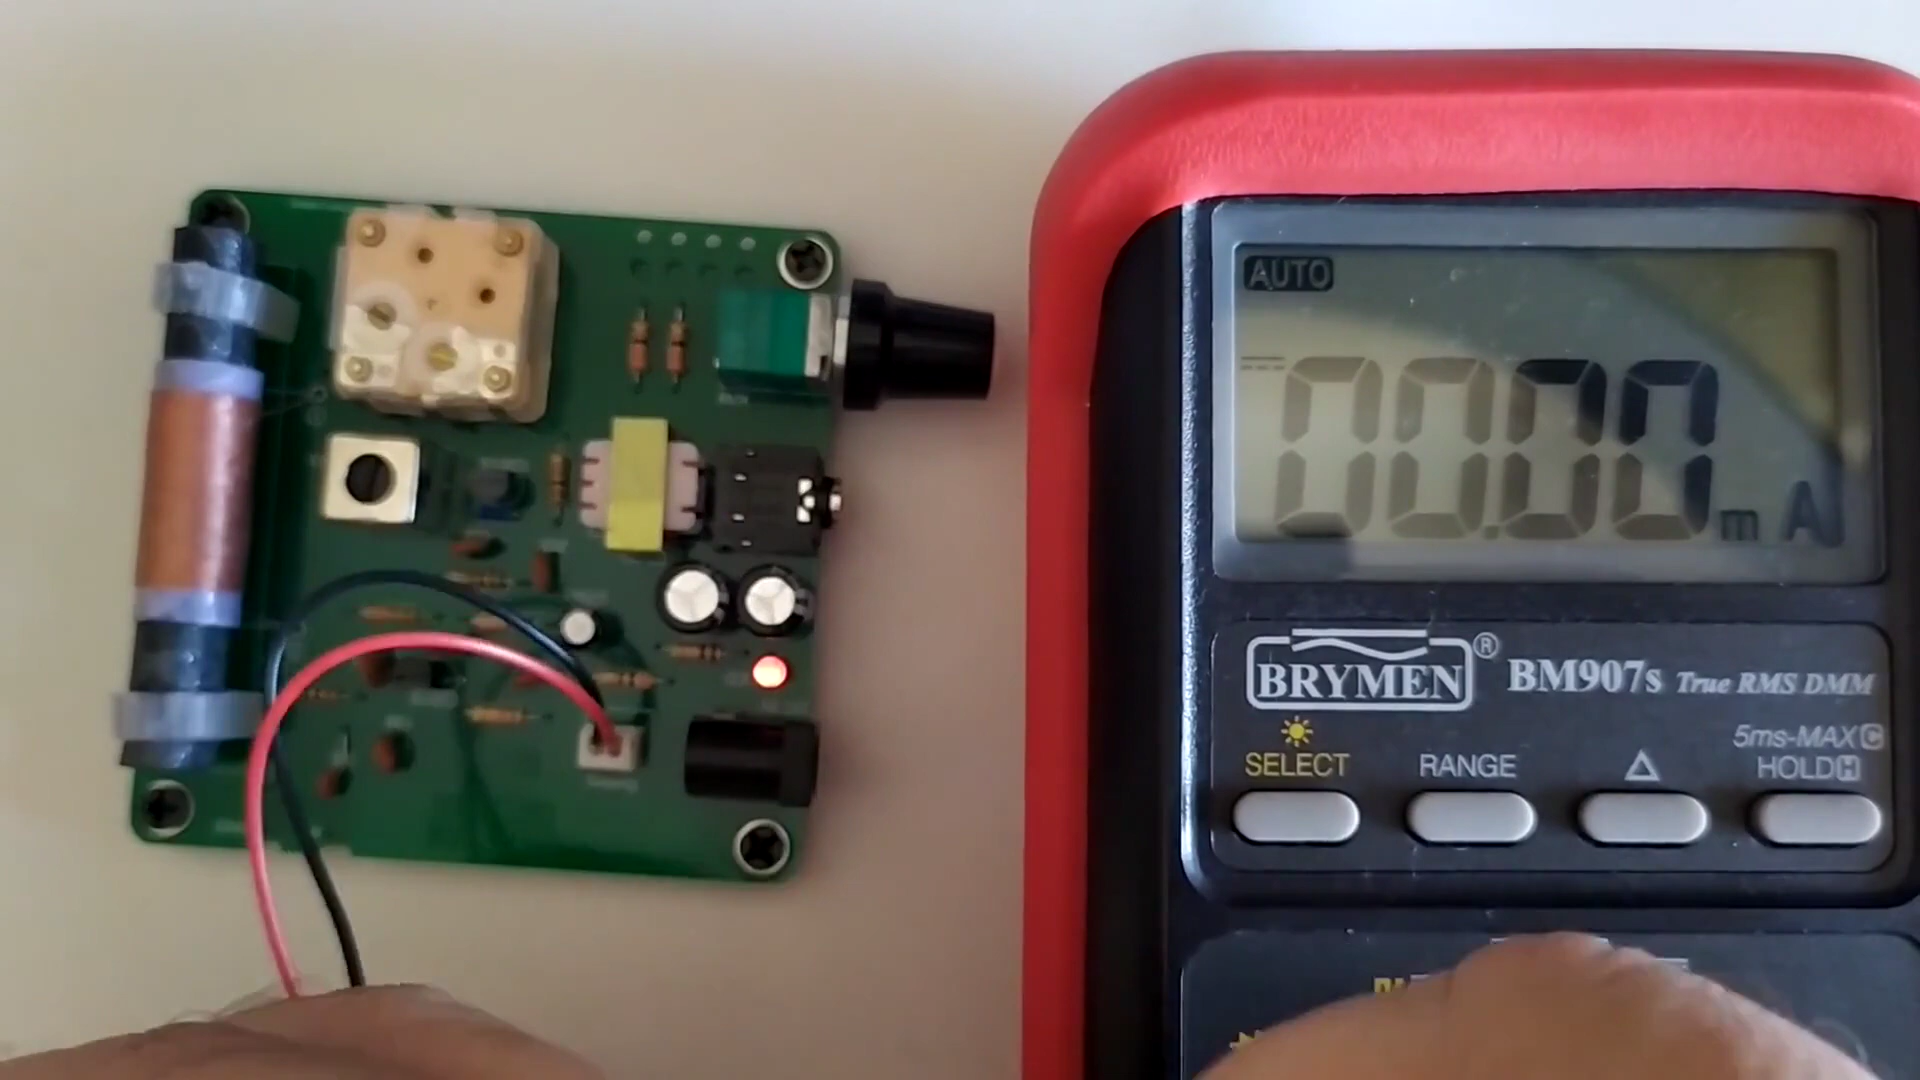 AUTO
00.00 mA
BRYMEN® BM907s True RMS DMM
5ms-MAX C
SELECT RANGE Δ HOLD H